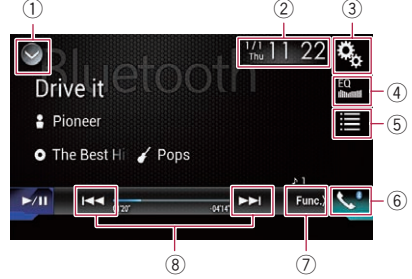 ① ② ③
Bluetooth
1/1 Thu 11 22
EQ
④
Drive it
⑤
Pioneer
The Best Hi Pops
♪ 1
01'20" -04'14"
Func.
⑥
⑧ ⑦